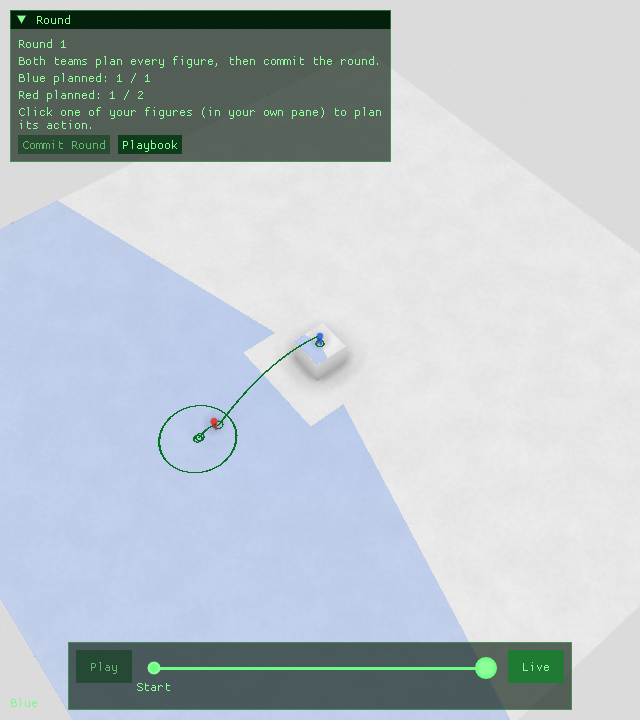 Round
Round 1
Both teams plan every figure, then commit the round.
Blue planned: 1 / 1
Red planned: 1 / 2
Click one of your figures (in your own pane) to plan
its action.
Commit Round Playbook
Play
Start
Live
Blue